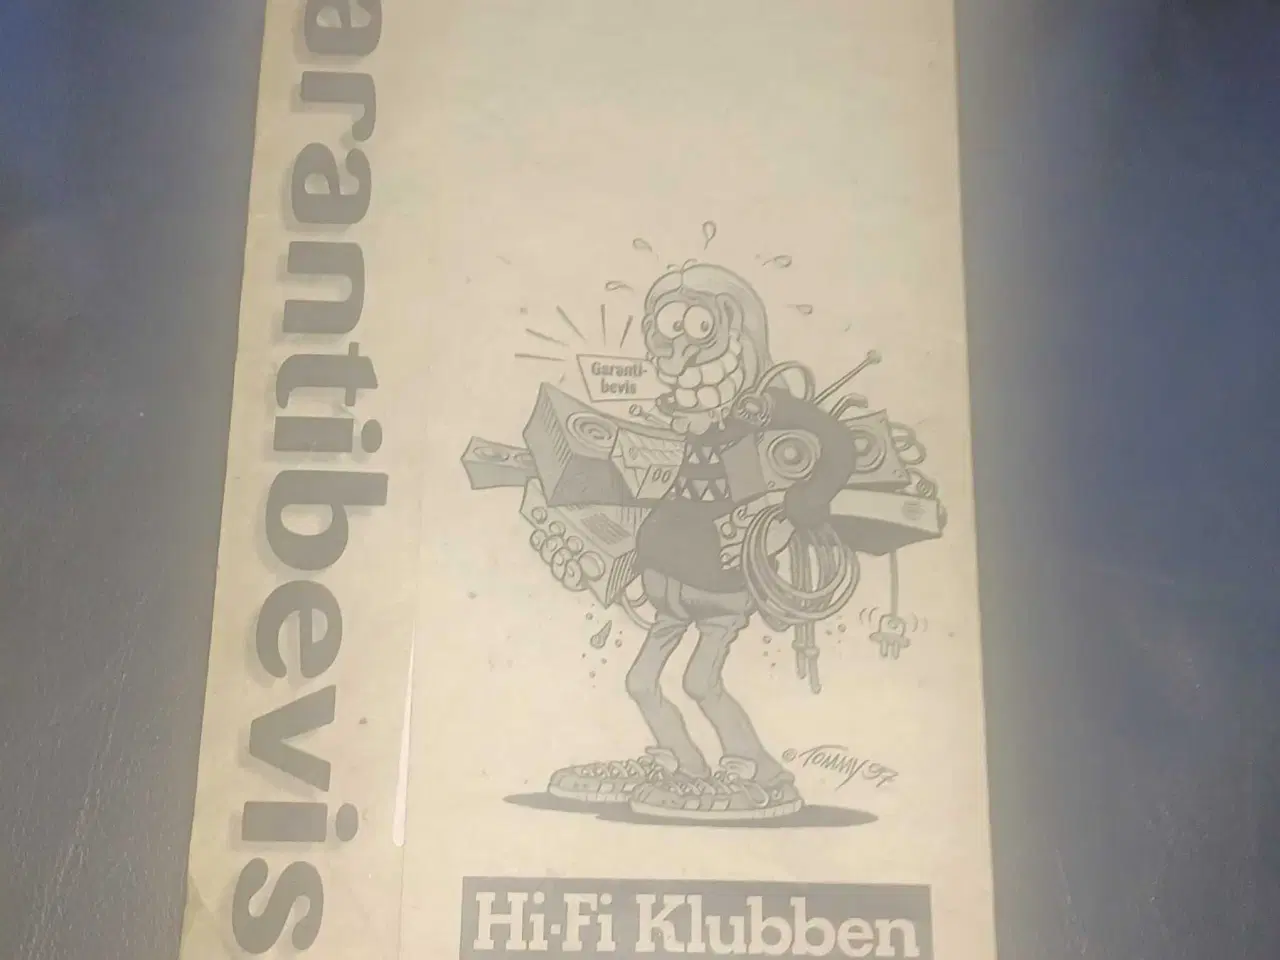 arantibevis
Garanti-
bevis
© TOMMY 97
Hi-Fi Klubben